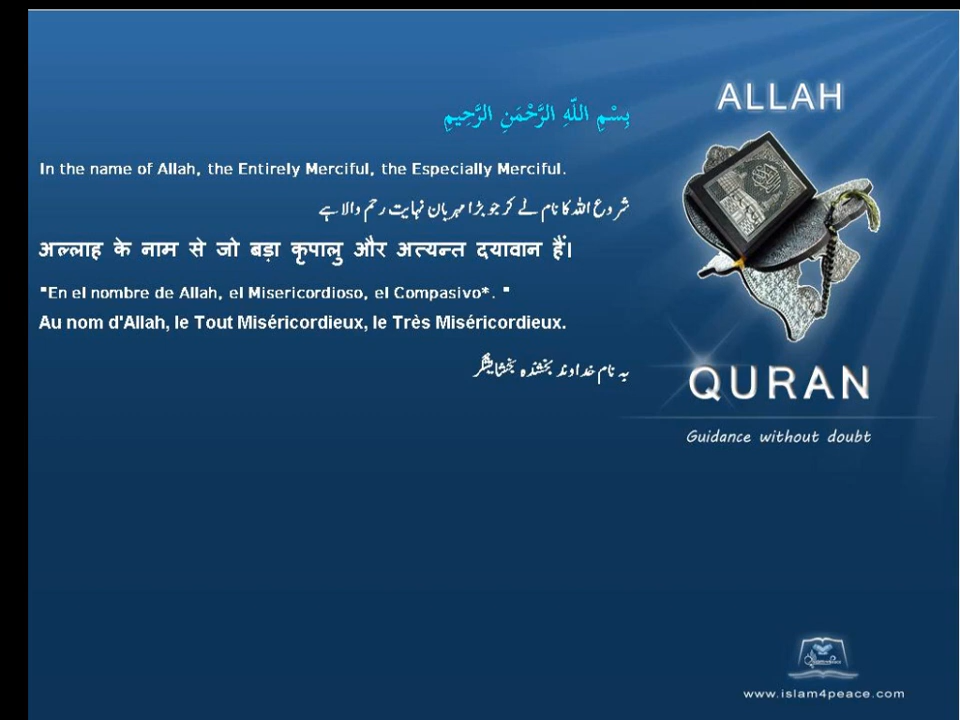 بِسْمِ اللّهِ الرَّحْمَنِ الرَّحِيمِ
In the name of Allah, the Entirely Merciful, the Especially Merciful.
شروع الله کا نام لے کر جو بڑا مہربان نہایت رحم والا ہے
अल्लाह के नाम से जो बड़ा कृपालु और अत्यन्त दयावान हैं।
"En el nombre de Allah, el Misericordioso, el Compasivo*. "
Au nom d'Allah, le Tout Miséricordieux, le Très Miséricordieux.
به نام خداوند بخشنده بخشایشگر
ALLAH
QURAN
Guidance without doubt
www.islam4peace.com